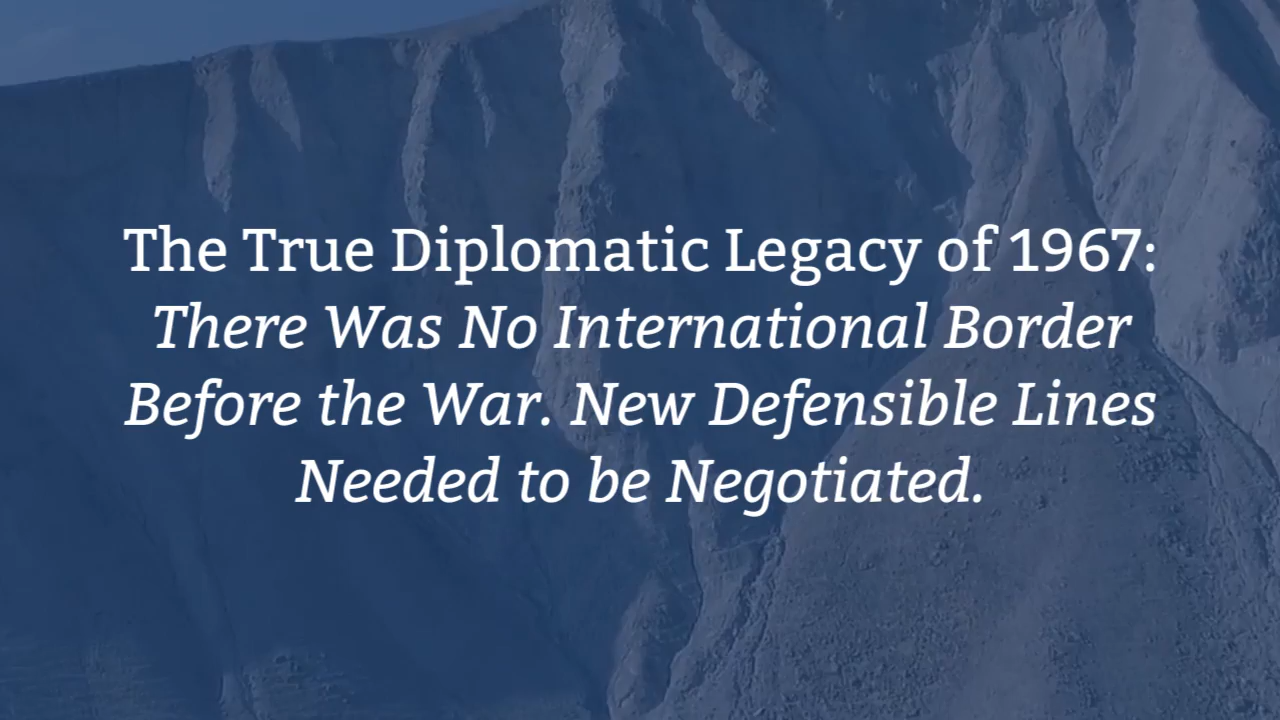 The True Diplomatic Legacy of 1967:
There Was No International Border
Before the War. New Defensible Lines
Needed to be Negotiated.